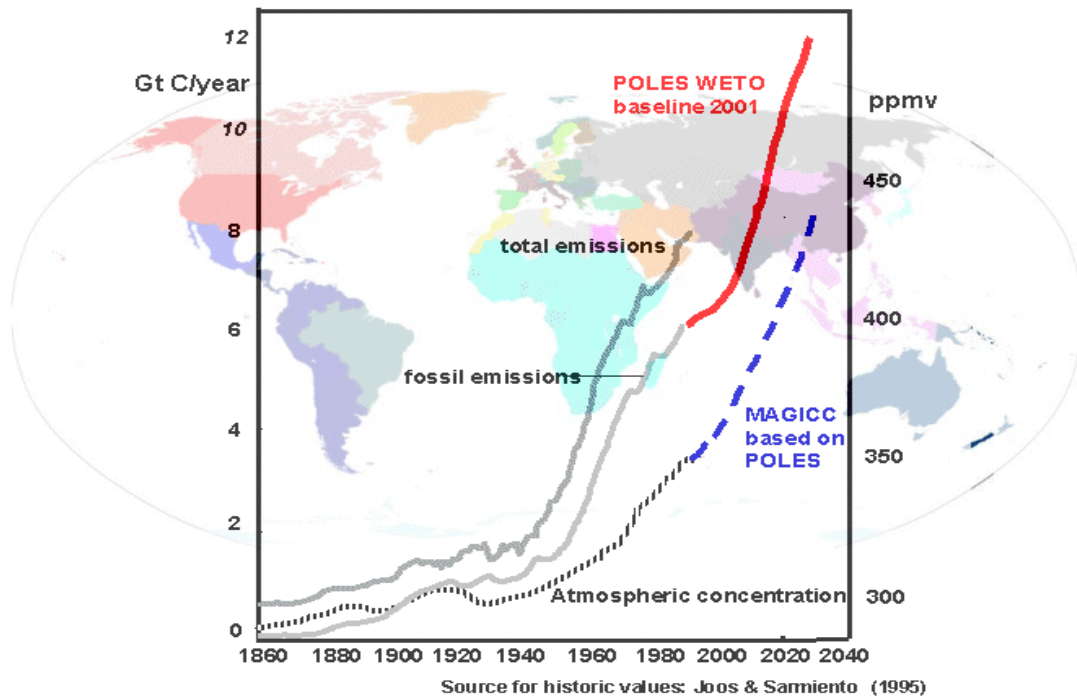 12
Gt C/year
POLES WETO
baseline 2001
ppmv
10
450
8
total emissions
400
6
fossil emissions
MAGICC
based on
POLES
4
350
2
Atmospheric concentration
300
0
1860 1880 1900 1920 1940 1960 1980 2000 2020 2040
Source for historic values: Joos & Sarmiento (1995)